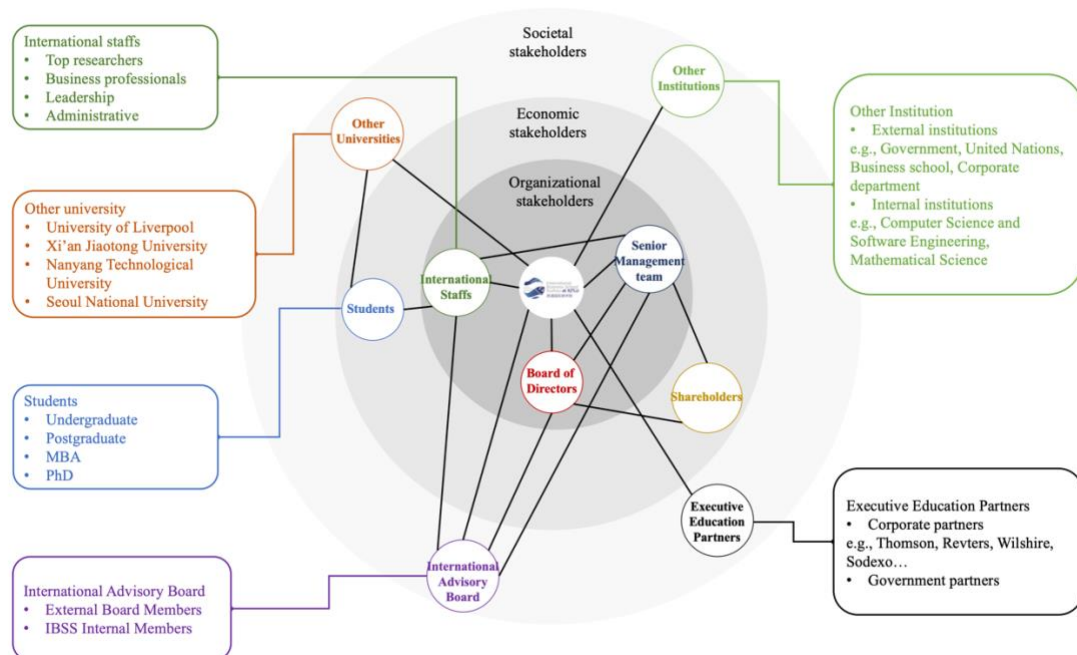 International staffs
• Top researchers
• Business professionals
• Leadership
• Administrative
Other university
• University of Liverpool
• Xi’an Jiaotong University
• Nanyang Technological
University
• Seoul National University
Students
• Undergraduate
• Postgraduate
• MBA
• PhD
International Advisory Board
• External Board Members
• IBSS Internal Members
Societal
stakeholders
Economic
stakeholders
Organizational
stakeholders
Other
Universities
Other
Institutions
Senior
Management
team
International
Staffs
Students
Board of
Directors
Shareholders
Executive
Education
Partners
International
Advisory
Board
Other Institution
• External institutions
e.g., Government, United Nations,
Business school, Corporate
department
• Internal institutions
e.g., Computer Science and
Software Engineering,
Mathematical Science
Executive Education Partners
• Corporate partners
e.g., Thomson, Revters, Wilshire,
Sodexo…
• Government partners